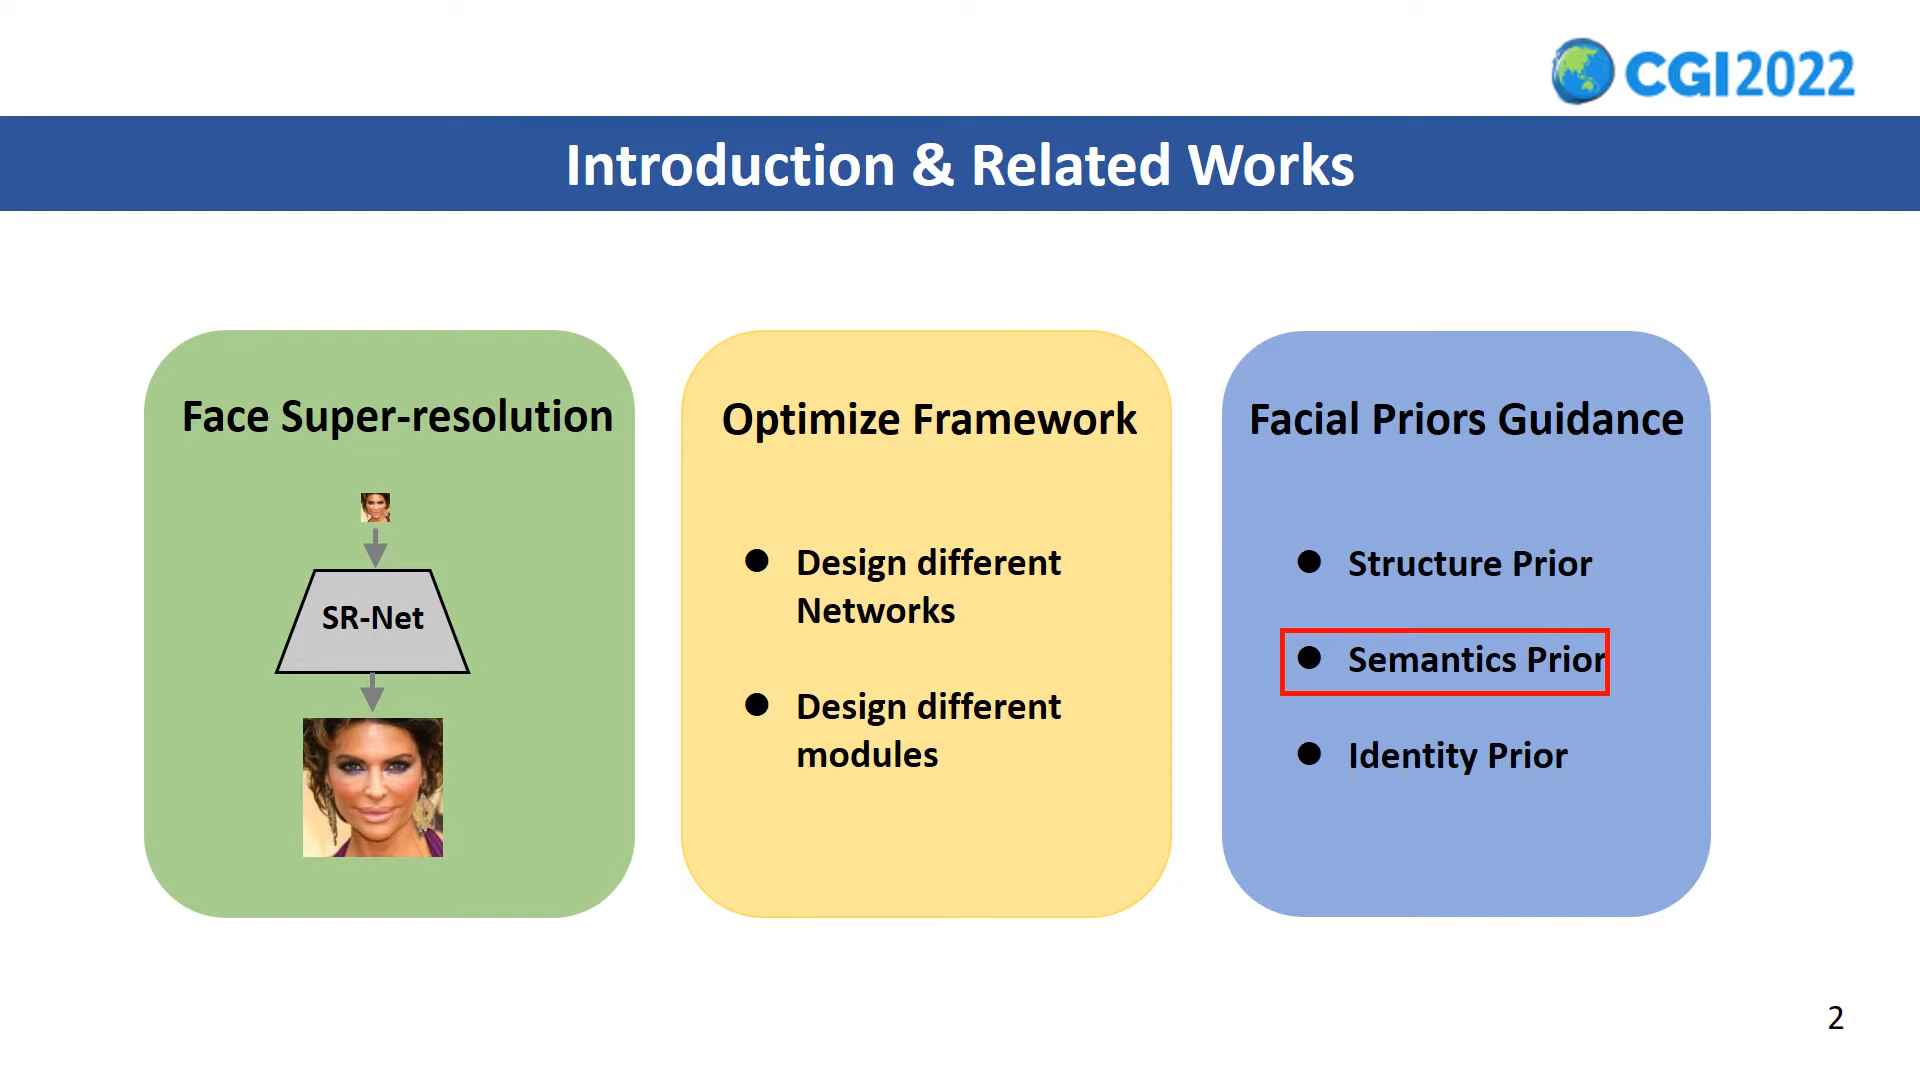 CGI2022
Introduction & Related Works
Face Super-resolution
SR-Net
Optimize Framework
● Design different
Networks
● Design different
modules
Facial Priors Guidance
● Structure Prior
● Semantics Prior
● Identity Prior
2